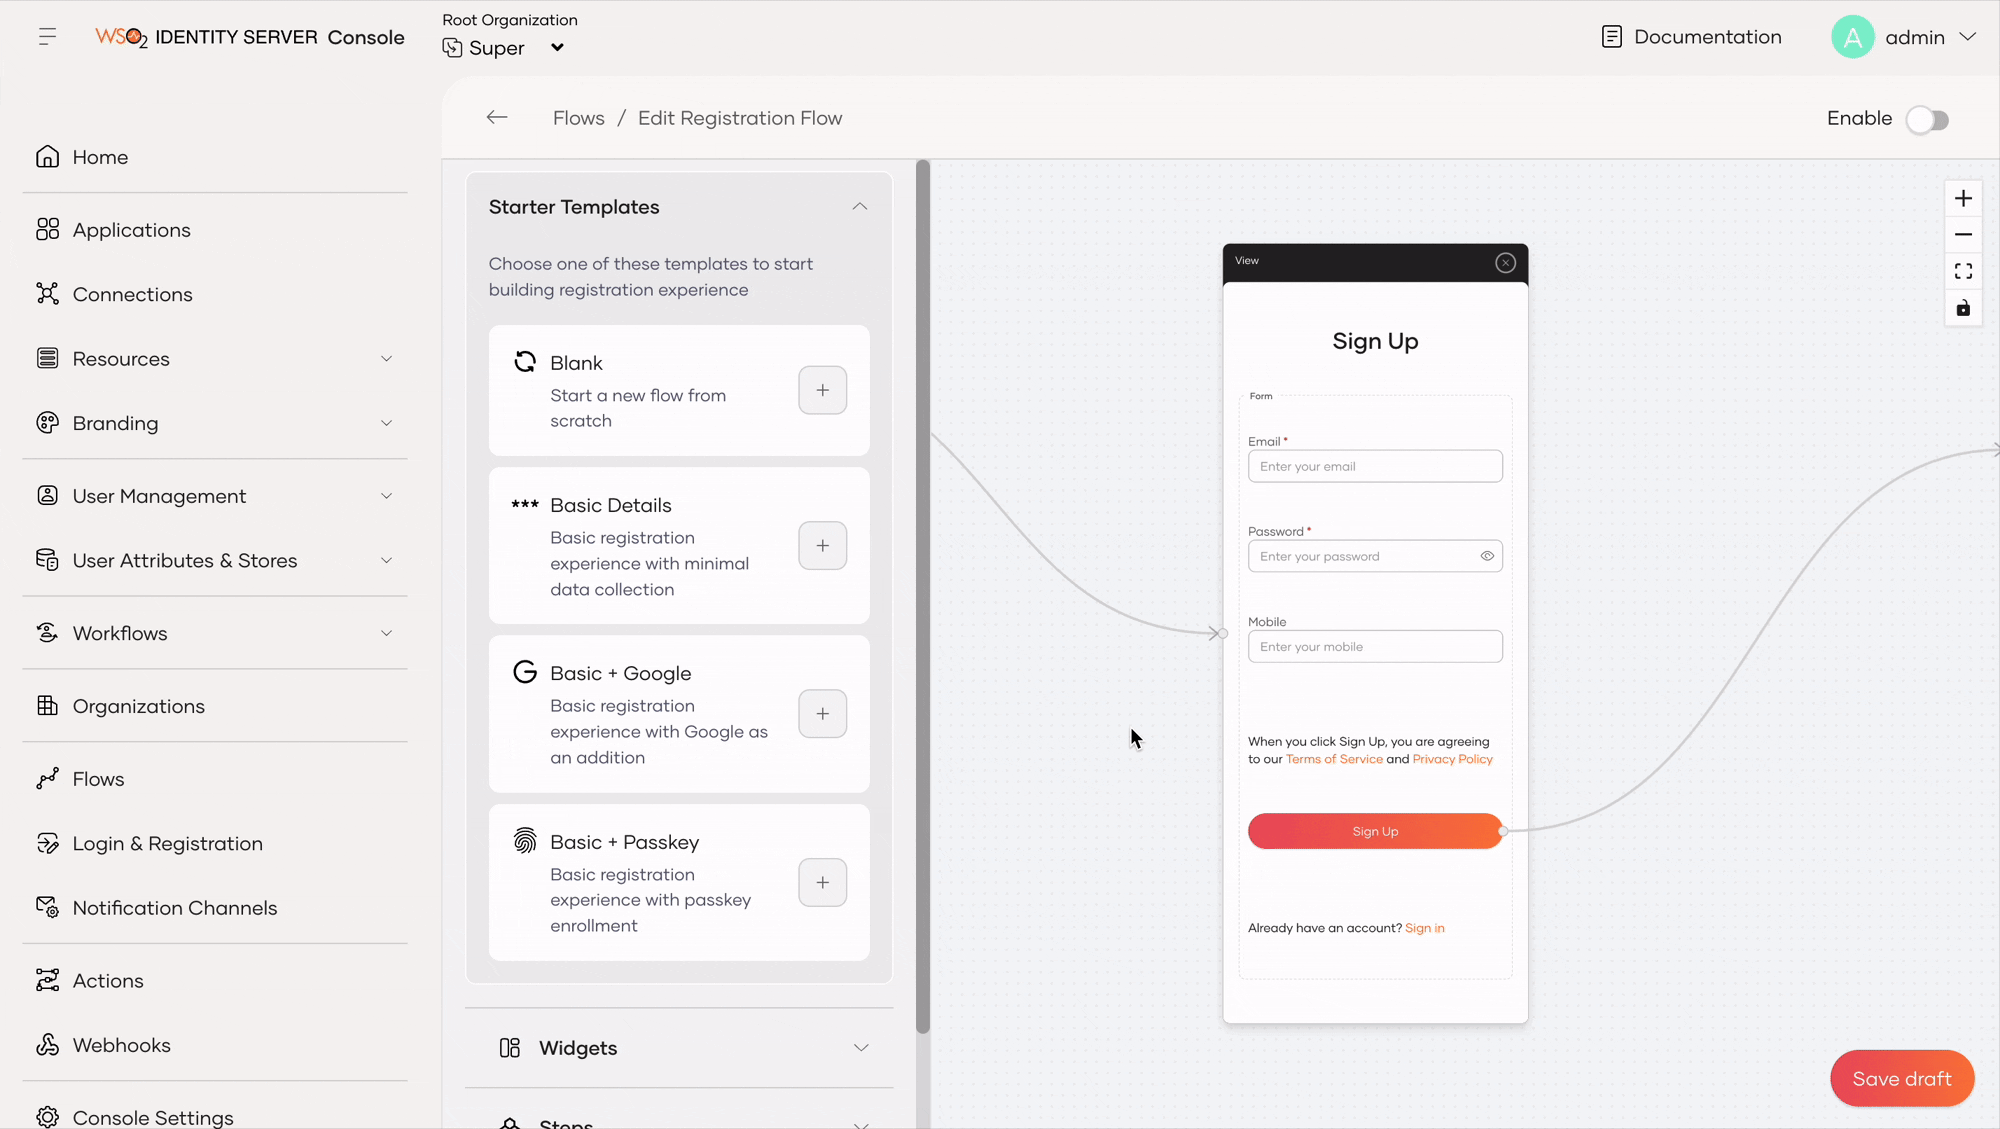 WSO2 IDENTITY SERVER Console
Root Organization
Super
Documentation
A admin
Home
Applications
Connections
Resources
Branding
User Management
User Attributes & Stores
Workflows
Organizations
Flows
Login & Registration
Notification Channels
Actions
Webhooks
Console Settings
Flows / Edit Registration Flow
Enable
Starter Templates
Choose one of these templates to start
building registration experience
Blank
Start a new flow from
scratch
*** Basic Details
Basic registration
experience with minimal
data collection
Basic + Google
Basic registration
experience with Google as
an addition
Basic + Passkey
Basic registration
experience with passkey
enrollment
Widgets
Steps
View
Sign Up
Form
Email *
Enter your email
Password *
Enter your password
Mobile
Enter your mobile
When you click Sign Up, you are agreeing
to our Terms of Service and Privacy Policy
Sign Up
Already have an account? Sign in
Save draft